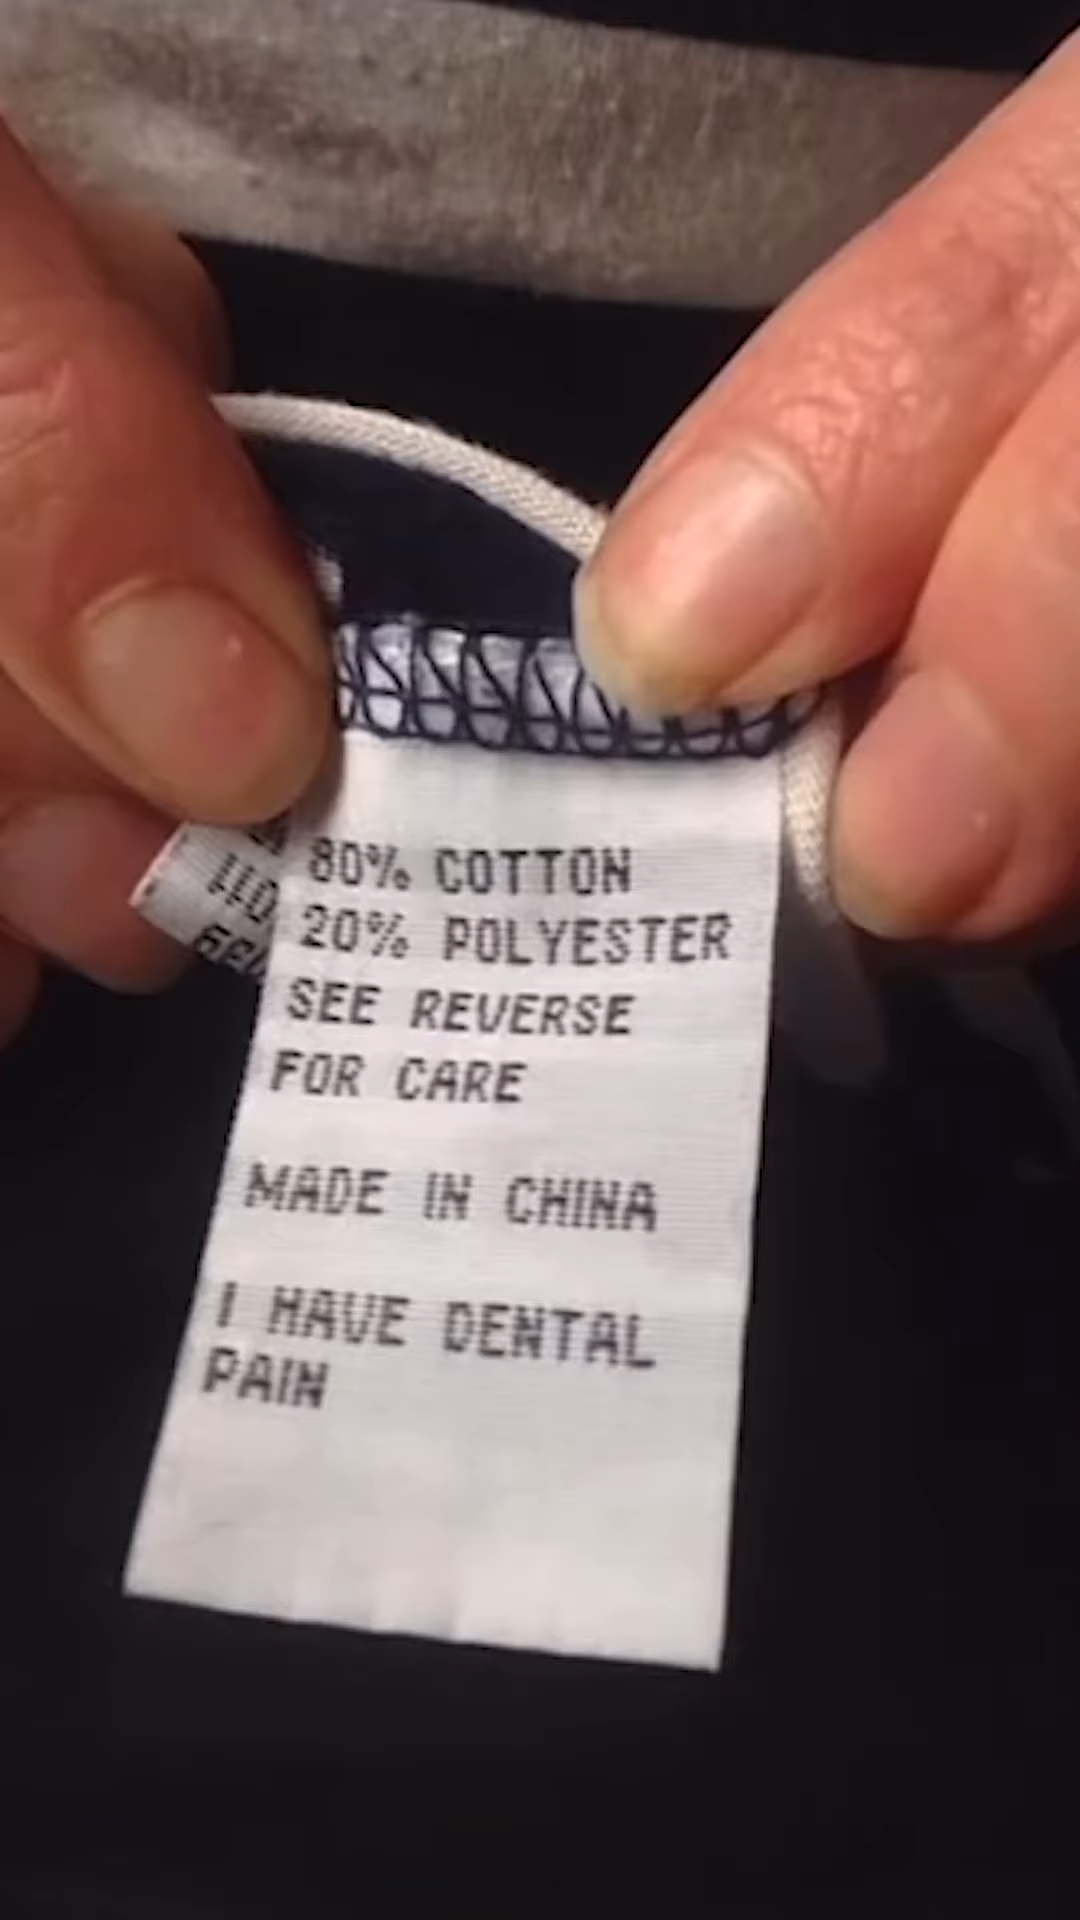 80% COTTON
20% POLYESTER
SEE REVERSE
FOR CARE
MADE IN CHINA
I HAVE DENTAL
PAIN